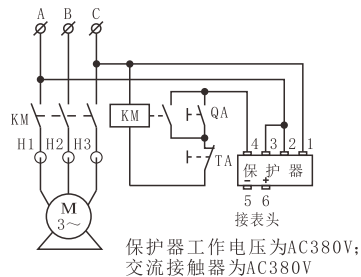 A B C
KM
H1 H2 H3
KM
QA
TA
4 3 2 1
保护器
- +
5 6
接表头
M
3～
保护器工作电压为AC380V;
交流接触器为AC380V